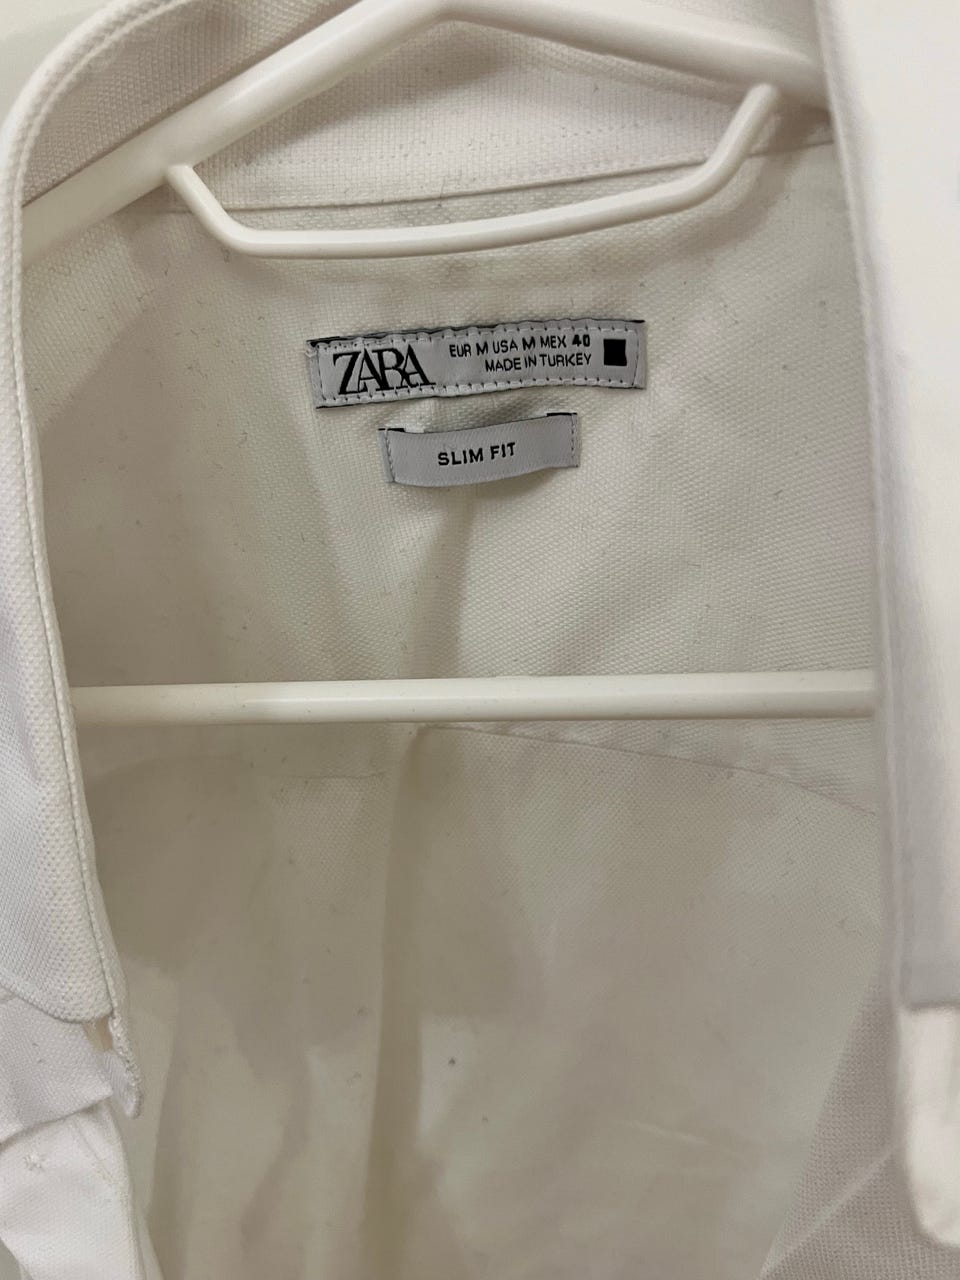 ZARA
EUR M USA M MEX 40
MADE IN TURKEY
SLIM FIT